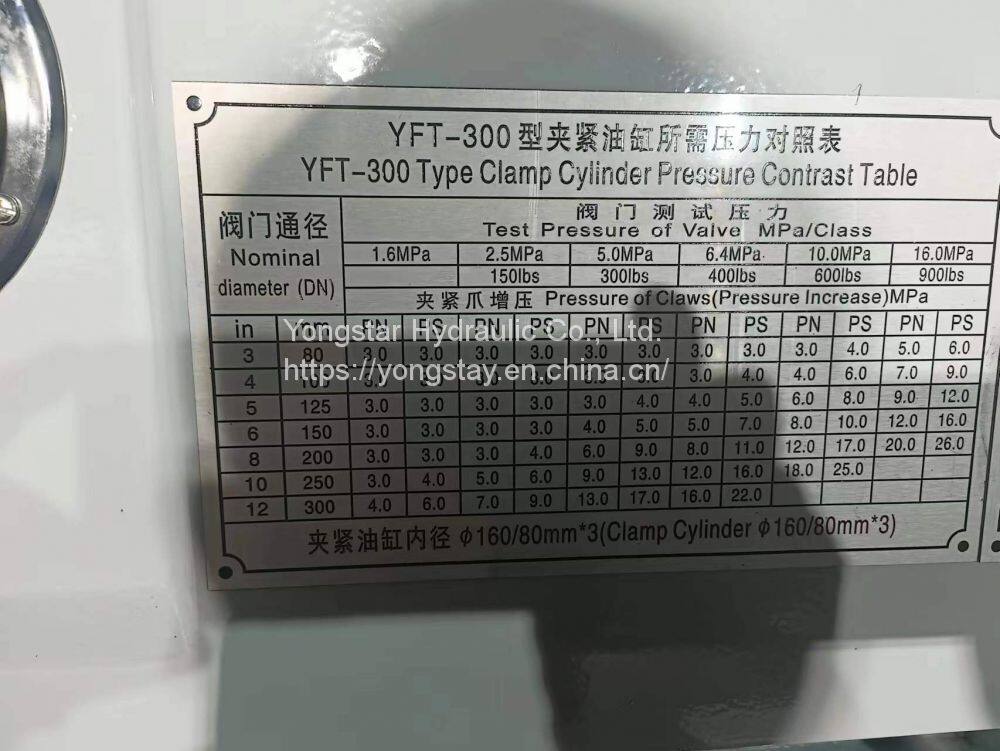 YFT-300 型夹紧油缸所需压力对照表
YFT-300 Type Clamp Cylinder Pressure Contrast Table
阀门通径
Nominal
diameter (DN)
阀门测试压力
Test Pressure of Valve MPa/Class
1.6MPa 2.5MPa 5.0MPa 6.4MPa 10.0MPa 16.0MPa
150lbs 300lbs 400lbs 600lbs 900lbs
夹紧爪增压 Pressure of Claws(Pressure Increase)MPa
in mm PN PS PN PS PN PS PN PS PN PS PN PS
Yongstar Hydraulic Co., Ltd.
3 80 3.0 3.0 3.0 3.0 3.0 3.0 3.0 3.0 3.0 4.0 5.0 6.0
https://yongstay.en.china.cn/
4 3.0 4.0 4.0 6.0 7.0 9.0
5 125 3.0 3.0 3.0 3.0 3.0 4.0 4.0 5.0 6.0 8.0 9.0 12.0
6 150 3.0 3.0 3.0 3.0 4.0 5.0 5.0 7.0 8.0 10.0 12.0 16.0
8 200 3.0 3.0 3.0 4.0 6.0 9.0 8.0 11.0 12.0 17.0 20.0 26.0
10 250 3.0 4.0 5.0 6.0 9.0 13.0 12.0 16.0 18.0 25.0
12 300 4.0 6.0 7.0 9.0 13.0 17.0 16.0 22.0
夹紧油缸内径 φ160/80mm*3(Clamp Cylinder φ160/80mm*3)